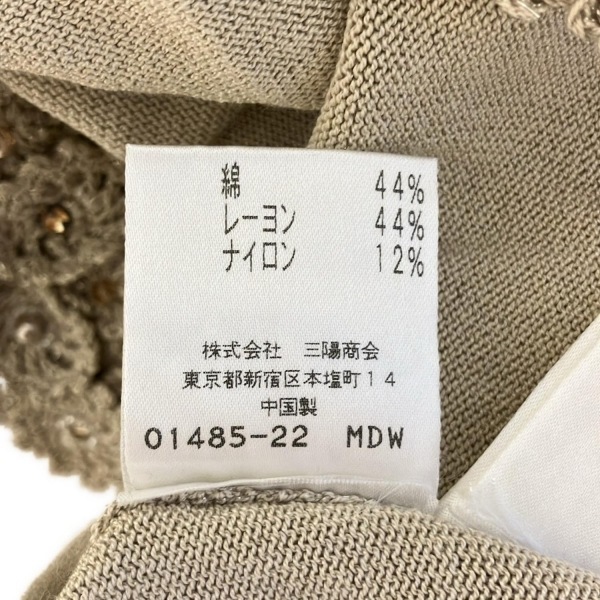 綿 44%
レーヨン 44%
ナイロン 12%
株式会社 三陽商会
東京都新宿区本塩町14
中国製
01485-22 MDW